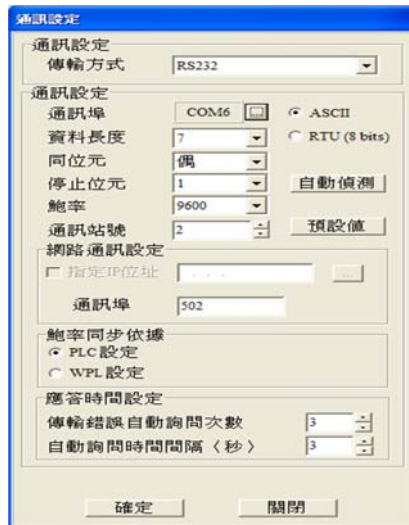 通訊設定
通訊設定
傳輸方式 RS232
通訊設定
通訊埠 COM6 ... ASCII
資料長度 7 RTU (8 bits)
同位元 偶
停止位元 1 自動偵測
鮑率 9600
通訊站號 2 預設值
網路通訊設定
指定IP位址 . . . ...
通訊埠 502
鮑率同步依據
PLC 設定
WPL 設定
應答時間設定
傳輸錯誤自動詢問次數 3
自動詢問時間間隔〈秒〉 3
確定 關閉